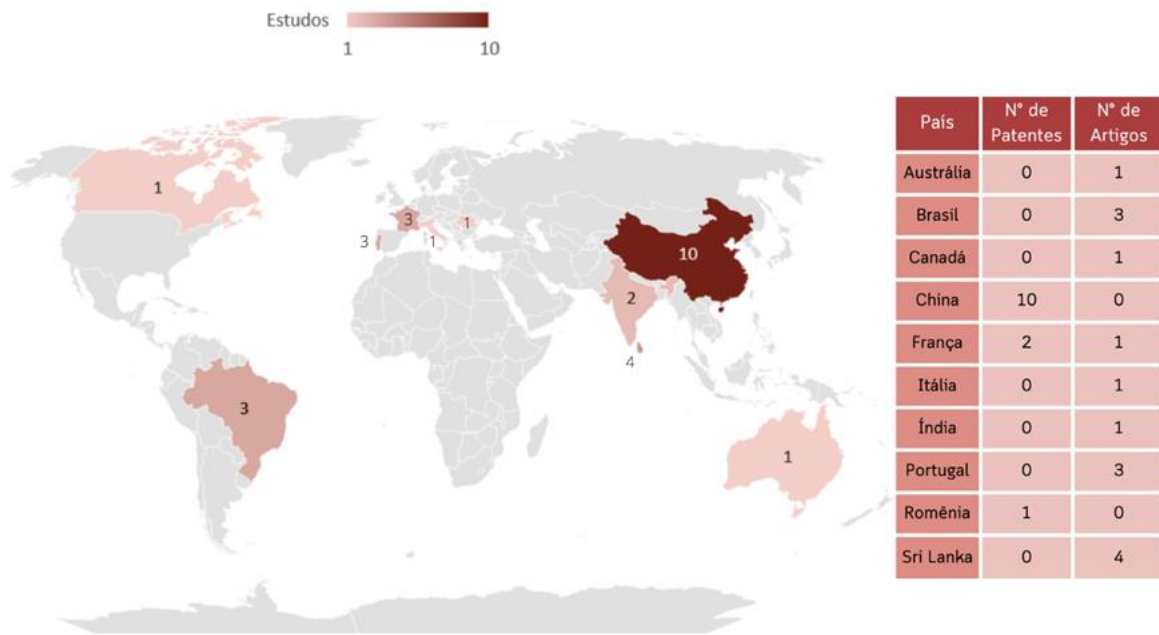 Estudos
1 10
1
3
1
3
1
10
2
4
3
1
País N° de Patentes N° de Artigos
Austrália 0 1
Brasil 0 3
Canadá 0 1
China 10 0
França 2 1
Itália 0 1
Índia 0 1
Portugal 0 3
Romênia 1 0
Sri Lanka 0 4